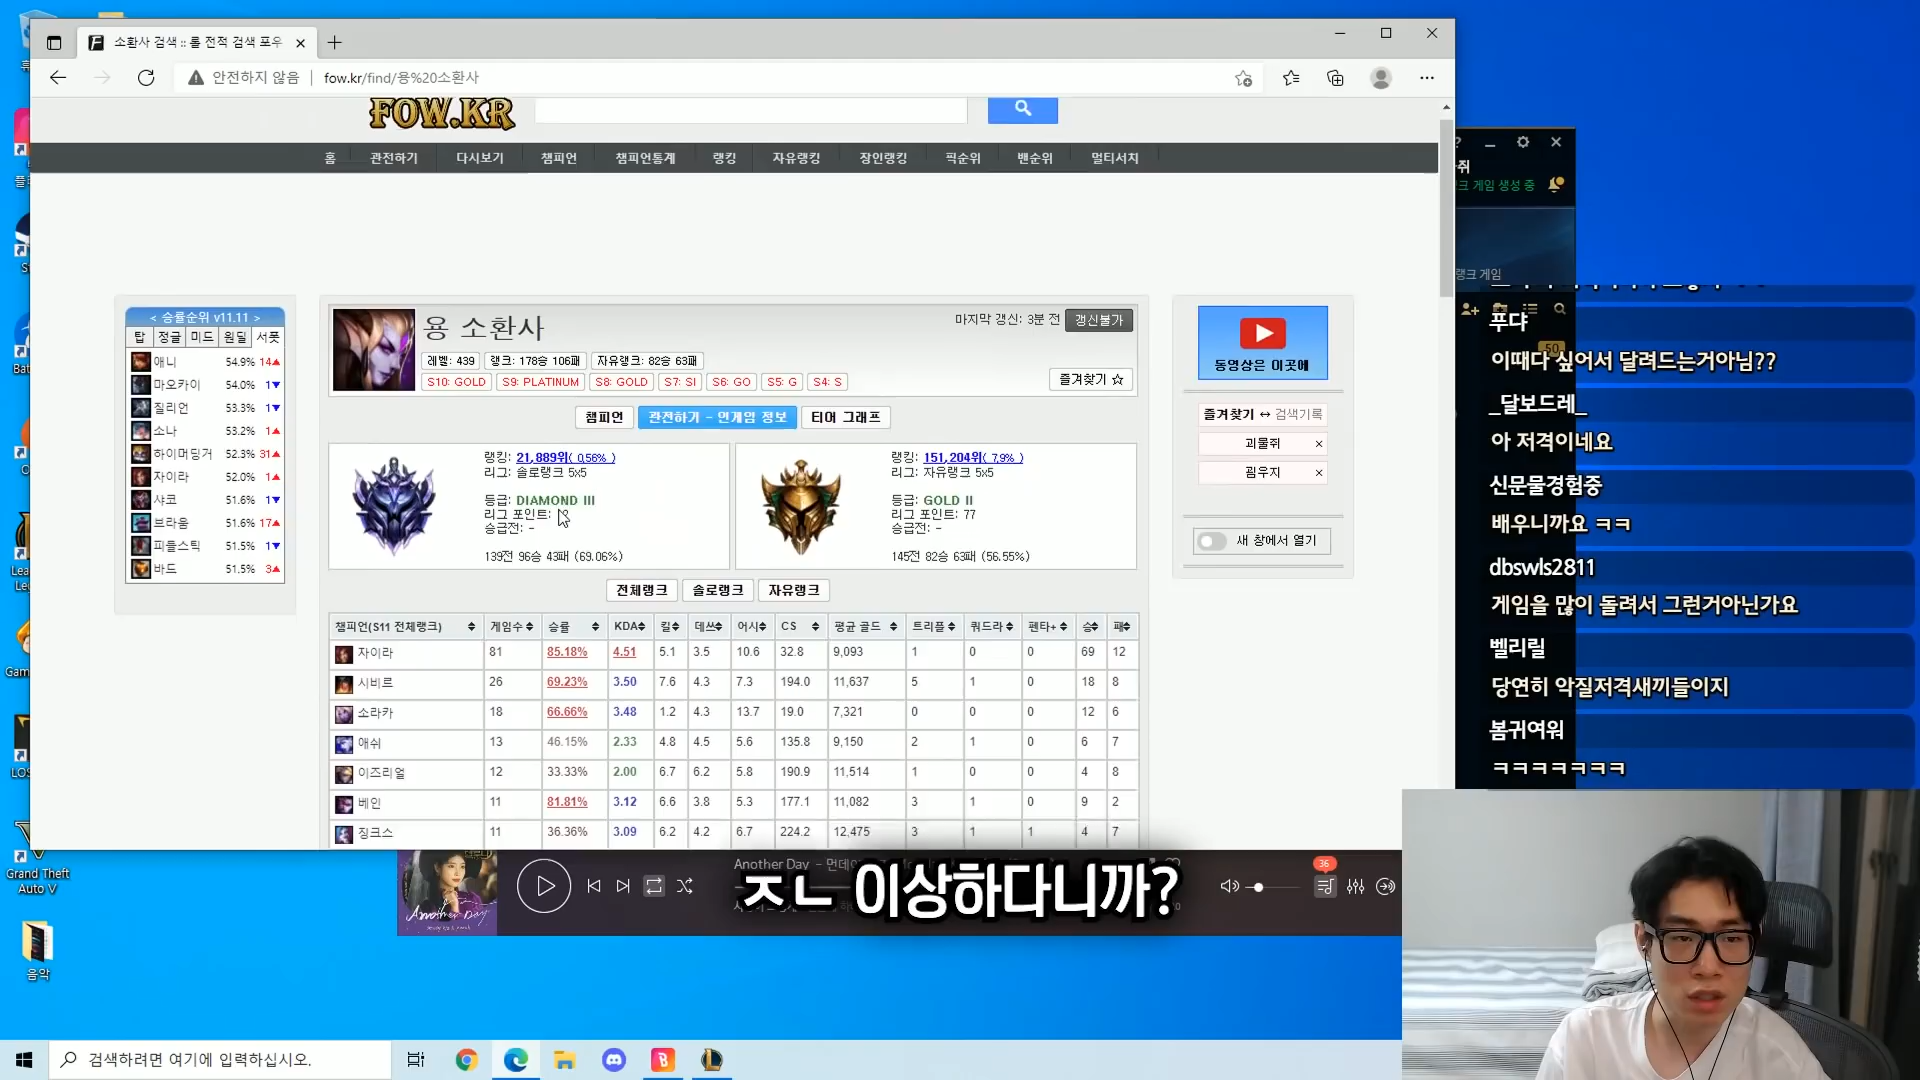 소환사 검색 :: 롤 전적 검색 포우
안전하지 않음
fow.kr/find/용%20소환사
FOW.KR
홈 관전하기 다시보기 챔피언 챔피언통계 랭킹 자유랭킹 장인랭킹 픽순위 밴순위 멀티서치
< 승률순위 v11.11 >
탑 정글 미드 원딜 서폿
애니 54.9% 14▲
마오카이 54.0% 1▼
질리언 53.3% 1▼
소나 53.2% 1▲
하이머딩거 52.3% 31▲
자이라 52.0% 1▲
샤코 51.6% 1▼
브라움 51.6% 17▲
피들스틱 51.5% 1▼
바드 51.5% 3▲
용 소환사
마지막 갱신: 3분 전 갱신불가
레벨: 439 랭크: 178승 106패 자유랭크: 82승 63패
S10: GOLD S9: PLATINUM S8: GOLD S7: SI S6: GO S5: G S4: S
즐겨찾기 ☆
챔피언 관전하기 - 인게임 정보 티어 그래프
랭킹: 21,889위( 0.56% )
리그: 솔로랭크 5x5
등급: DIAMOND III
리그 포인트:
승급전: -
139전 96승 43패 (69.06%)
랭킹: 151,204위( 7.9% )
리그: 자유랭크 5x5
등급: GOLD II
리그 포인트: 77
승급전: -
145전 82승 63패 (56.55%)
전체랭크 솔로랭크 자유랭크
챔피언(S11 전체랭크) 게임수 승률 KDA 킬 데쓰 어시 CS 평균 골드 트리플 쿼드라 펜타+ 승 패
자이라 81 85.18% 4.51 5.1 3.5 10.6 32.8 9,093 1 0 0 69 12
시비르 26 69.23% 3.50 7.6 4.3 7.3 194.0 11,637 5 1 0 18 8
소라카 18 66.66% 3.48 1.2 4.3 13.7 19.0 7,321 0 0 0 12 6
애쉬 13 46.15% 2.33 4.8 4.5 5.6 135.8 9,150 2 1 0 6 7
이즈리얼 12 33.33% 2.00 6.7 6.2 5.8 190.9 11,514 1 0 0 4 8
베인 11 81.81% 3.12 6.6 3.8 5.3 177.1 11,082 3 1 0 9 2
징크스 11 36.36% 3.09 6.2 4.2 6.7 224.2 12,475 3 1 1 4 7
동영상은 이곳에
즐겨찾기 ↔ 검색기록
괴물쥐 ×
핌우지 ×
새 창에서 열기
쥐
크 게임 생성 중
랭크 게임
50
푸댜
이때다 싶어서 달려드는거아님??
_달보드레_
아 저격이네요
신문물경험중
배우니까요 ㅋㅋ
dbswls2811
게임을 많이 돌려서 그런거아닌가요
벨리릴
당연히 악질저격새끼들이지
봄귀여워
ㅋㅋㅋㅋㅋㅋㅋ
Another Day
Another Day
36
ㅈㄴ 이상하다니까?
Grand Theft
Auto V
음악
검색하려면 여기에 입력하십시오.